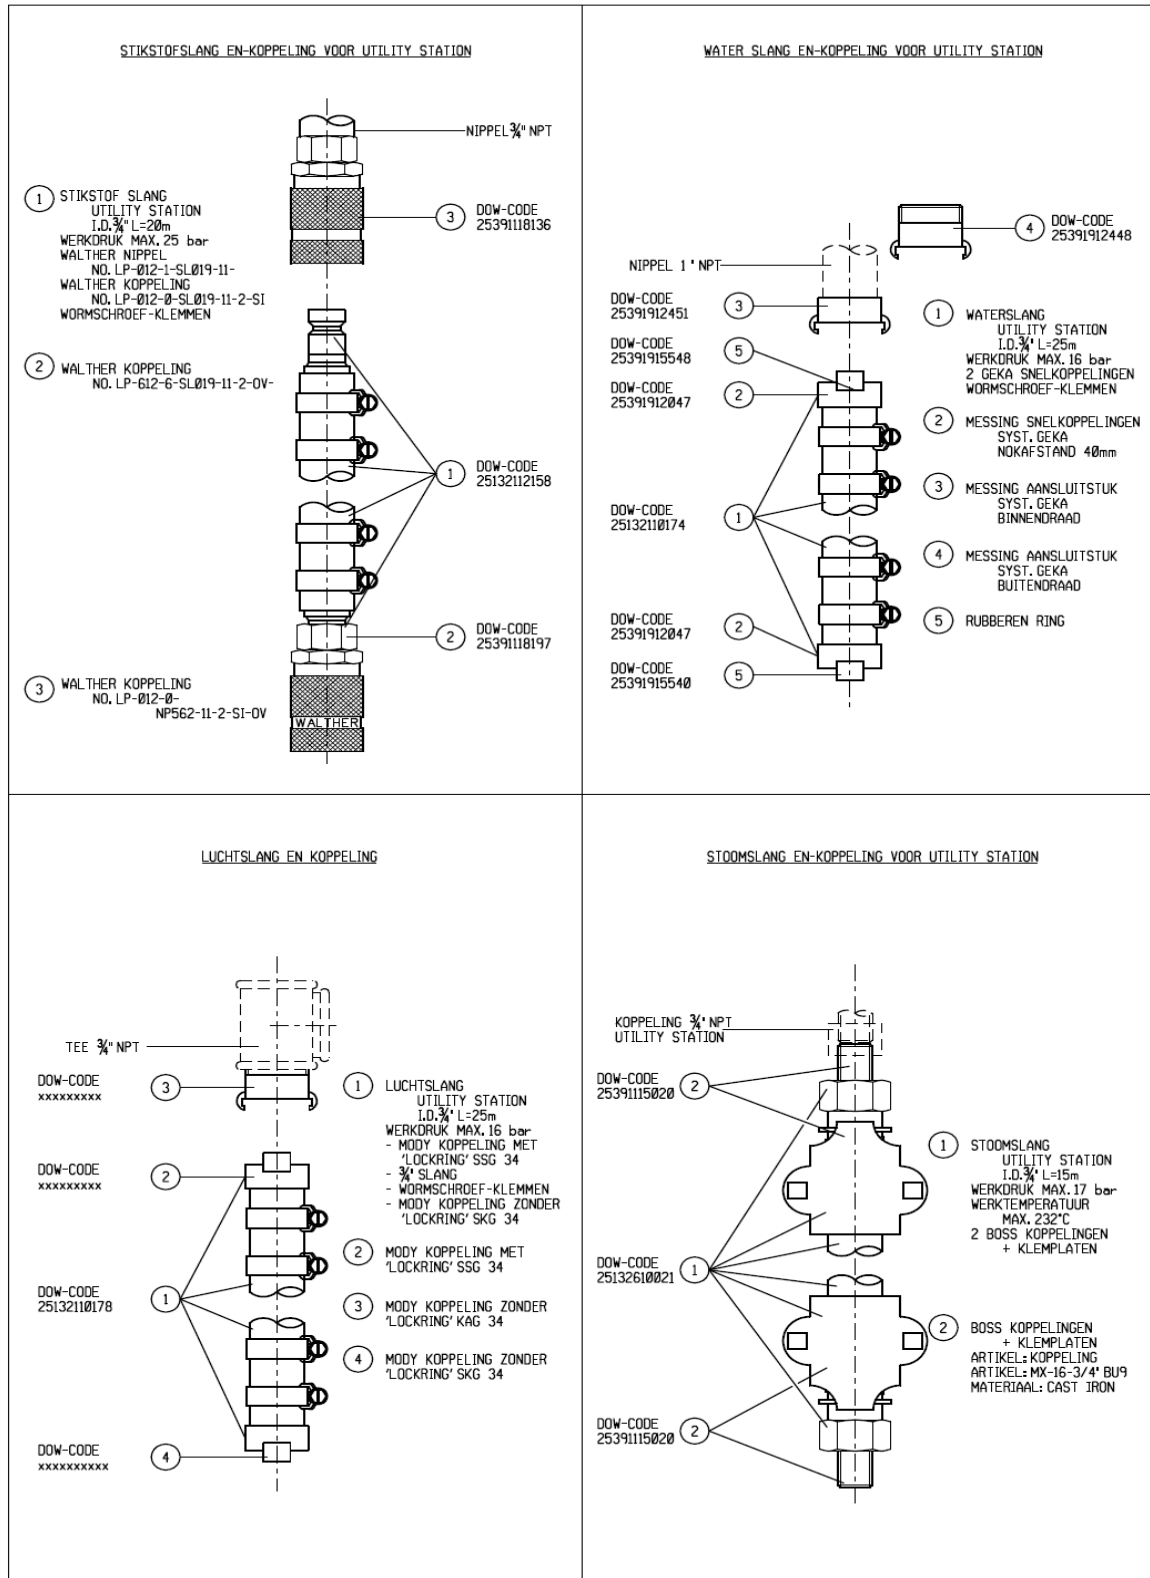 STIKSTOFSLANG EN-KOPPELING VOOR UTILITY STATION
NIPPEL ¾" NPT
1 STIKSTOF SLANG
UTILITY STATION
I.D.¾" L=20m
WERKDRUK MAX. 25 bar
WALTHER NIPPEL
NO. LP-Ø12-1-SLØ19-11-
WALTHER KOPPELING
NO. LP-Ø12-Ø-SLØ19-11-2-SI
WORMSCHROEF-KLEMMEN
3 DOW-CODE
25391118136
2 WALTHER KOPPELING
NO. LP-612-6-SLØ19-11-2-OV-
1 DOW-CODE
25132112158
2 DOW-CODE
25391118197
3 WALTHER KOPPELING
NO. LP-Ø12-Ø-
NP562-11-2-SI-OV
WALTHER
WATER SLANG EN-KOPPELING VOOR UTILITY STATION
4 DOW-CODE
25391912448
NIPPEL 1' NPT
DOW-CODE
25391912451 3
DOW-CODE
25391915548 5
DOW-CODE
25391912047 2
DOW-CODE
25132110174 1
DOW-CODE
25391912047 2
DOW-CODE
25391915540 5
1 WATERSLANG
UTILITY STATION
I.D.¾' L=25m
WERKDRUK MAX. 16 bar
2 GEKA SNELKOPPELINGEN
WORMSCHROEF-KLEMMEN
2 MESSING SNELKOPPELINGEN
SYST. GEKA
NOKAFSTAND 40mm
3 MESSING AANSLUITSTUK
SYST. GEKA
BINNENDRAAD
4 MESSING AANSLUITSTUK
SYST. GEKA
BUITENDRAAD
5 RUBBEREN RING
LUCHTSLANG EN KOPPELING
TEE ¾" NPT
DOW-CODE
xxxxxxxxx 3
DOW-CODE
xxxxxxxxx 2
DOW-CODE
25132110178 1
DOW-CODE
xxxxxxxxxx 4
1 LUCHTSLANG
UTILITY STATION
I.D.¾' L=25m
WERKDRUK MAX. 16 bar
- MODY KOPPELING MET
'LOCKRING' SSG 34
- ¾' SLANG
- WORMSCHROEF-KLEMMEN
- MODY KOPPELING ZONDER
'LOCKRING' SKG 34
2 MODY KOPPELING MET
'LOCKRING' SSG 34
3 MODY KOPPELING ZONDER
'LOCKRING' KAG 34
4 MODY KOPPELING ZONDER
'LOCKRING' SKG 34
STOOMSLANG EN-KOPPELING VOOR UTILITY STATION
KOPPELING ¾' NPT
UTILITY STATION
DOW-CODE
25391115020 2
DOW-CODE
25132610021 1
DOW-CODE
25391115020 2
1 STOOMSLANG
UTILITY STATION
I.D.¾' L=15m
WERKDRUK MAX. 17 bar
WERKTEMPERATUUR
MAX. 232°C
2 BOSS KOPPELINGEN
+ KLEMPLATEN
2 BOSS KOPPELINGEN
+ KLEMPLATEN
ARTIKEL: KOPPELING
ARTIKEL: MX-16-3/4' BU9
MATERIAAL: CAST IRON